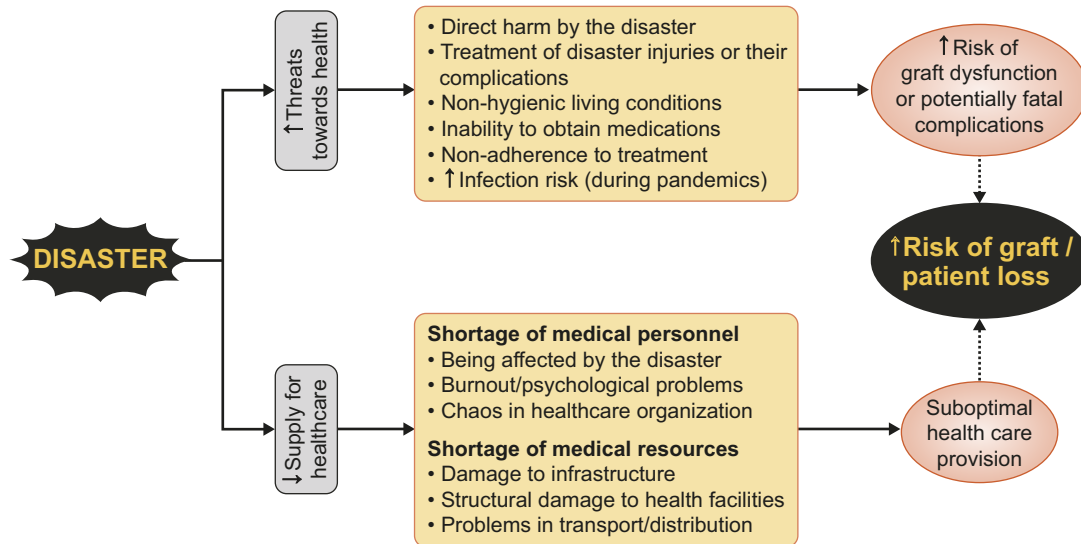 DISASTER
↑Threats
towards health
• Direct harm by the disaster
• Treatment of disaster injuries or their
complications
• Non-hygienic living conditions
• Inability to obtain medications
• Non-adherence to treatment
• ↑Infection risk (during pandemics)
↑Risk of
graft dysfunction
or potentially fatal
complications
↑Risk of graft /
patient loss
↓Supply for
healthcare
Shortage of medical personnel
• Being affected by the disaster
• Burnout/psychological problems
• Chaos in healthcare organization
Shortage of medical resources
• Damage to infrastructure
• Structural damage to health facilities
• Problems in transport/distribution
Suboptimal
health care
provision